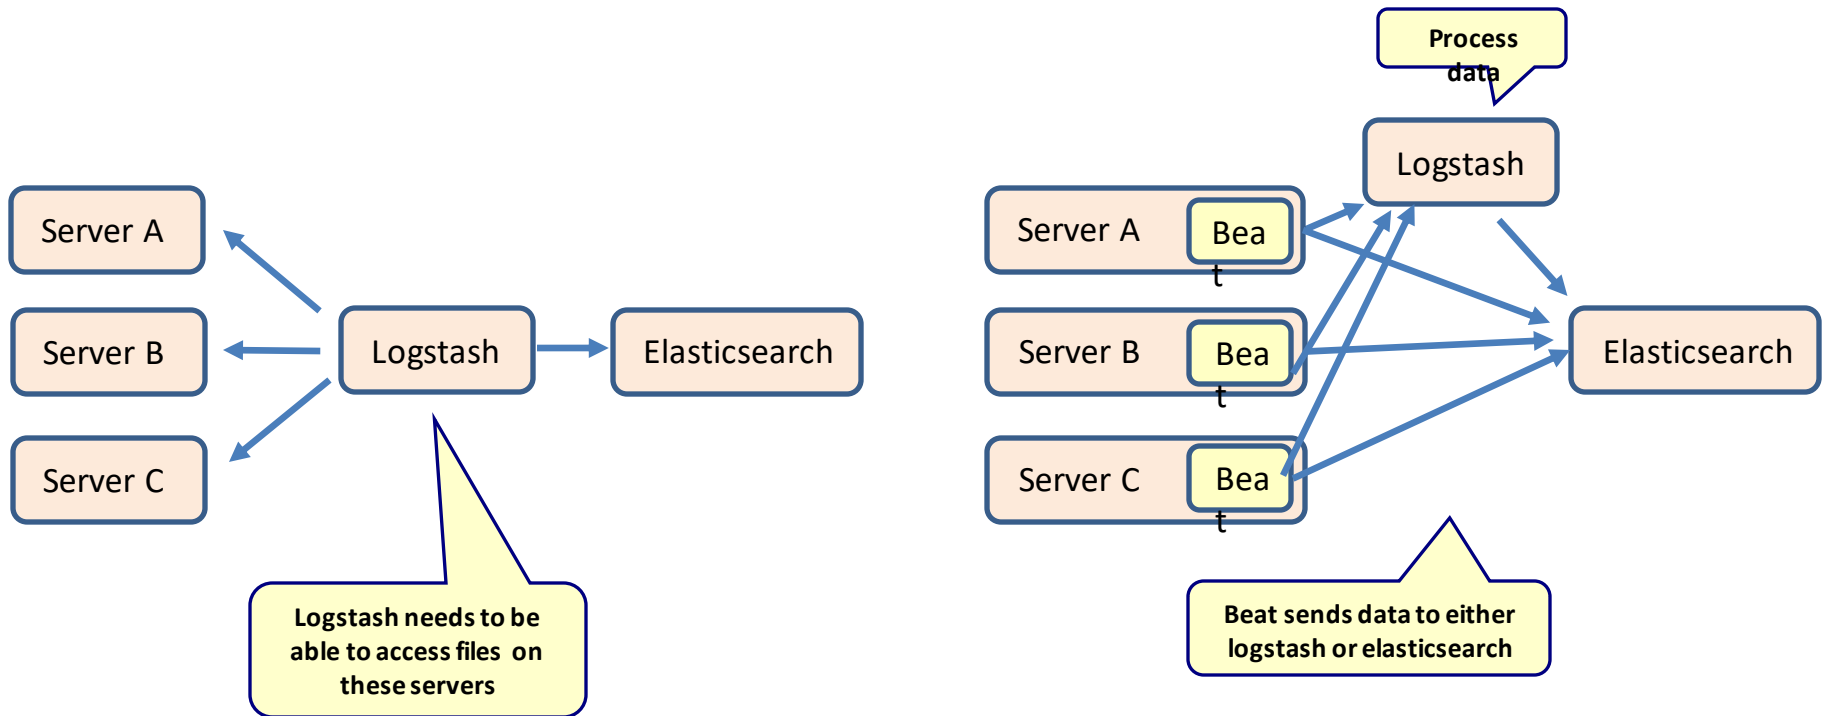 Server A
Server B
Server C
Logstash
Elasticsearch
Logstash needs to be
able to access files on
these servers
Process
data
Logstash
Server A
Bea
t
Server B
Bea
t
Server C
Bea
t
Elasticsearch
Beat sends data to either
logstash or elasticsearch